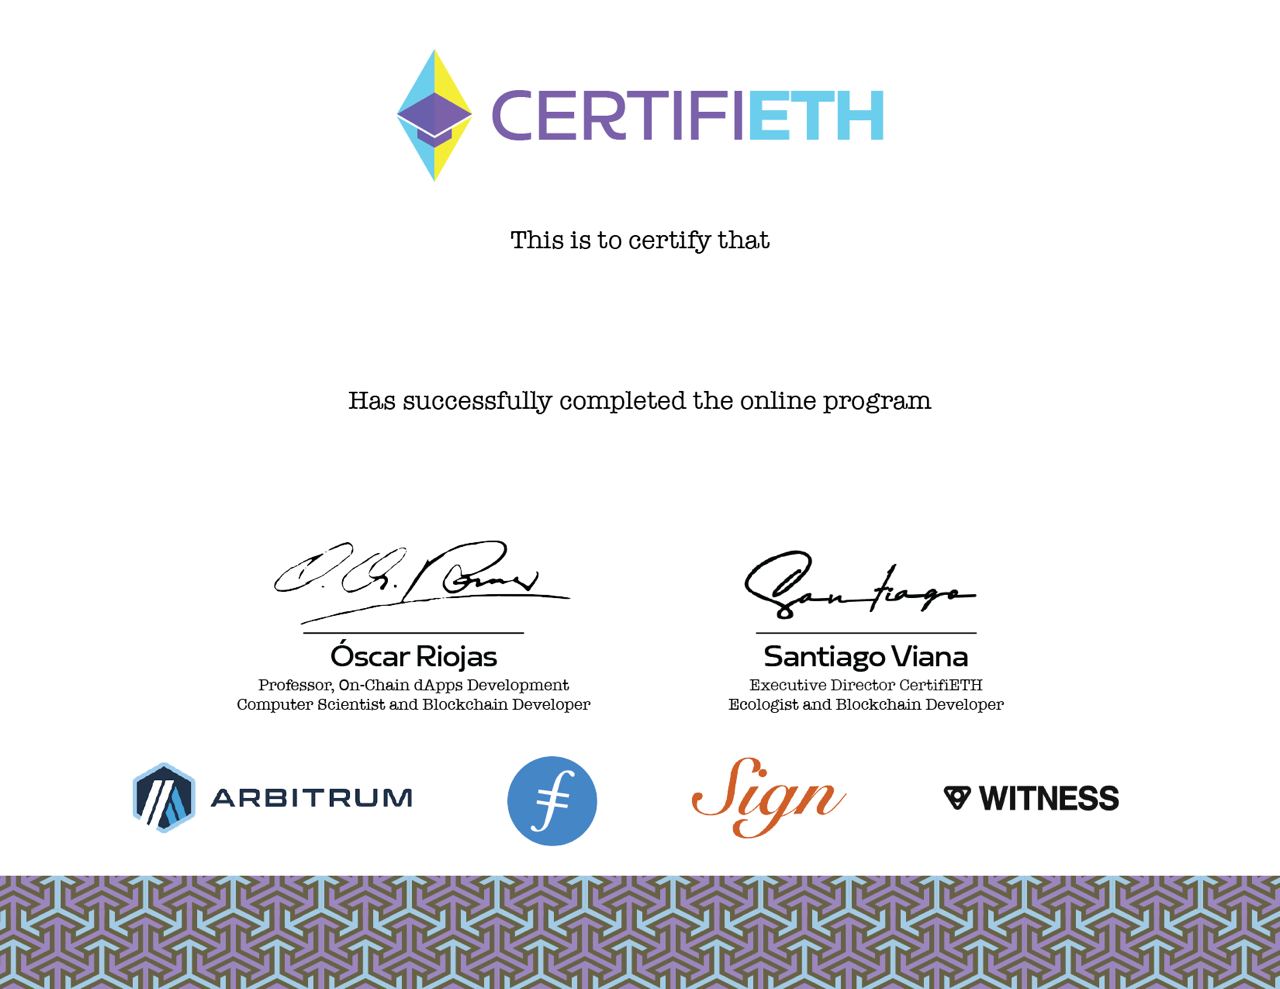 CERTIFIETH
This is to certify that
Has successfully completed the online program
Santiago
Óscar Riojas
Professor, On-Chain dApps Development
Computer Scientist and Blockchain Developer
Santiago Viana
Executive Director CertifiETH
Ecologist and Blockchain Developer
ARBITRUM
Sign
WITNESS